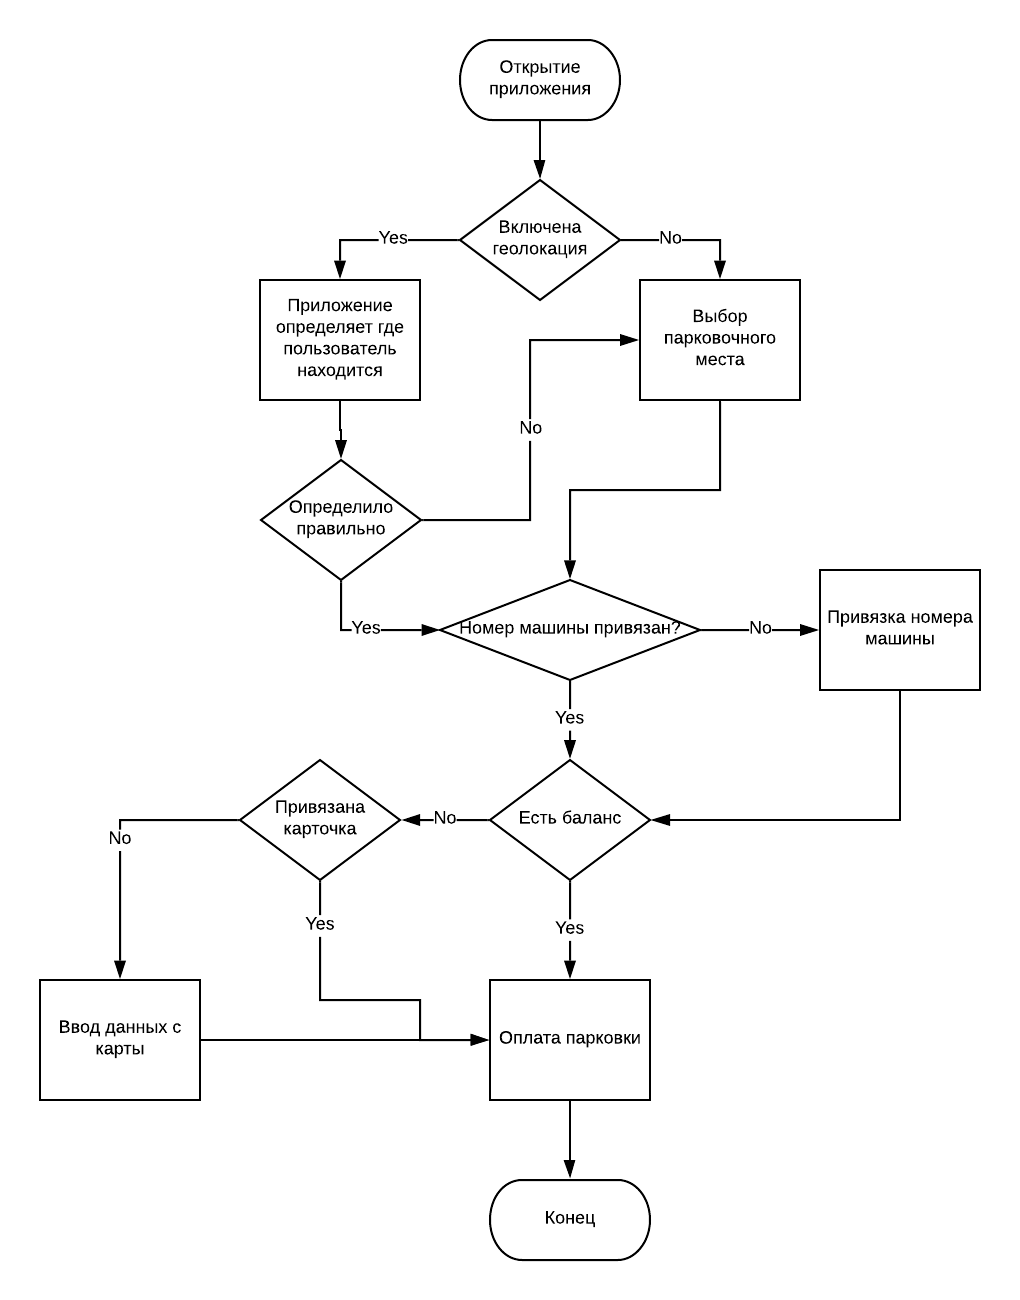 Открытие
приложения
Включена
геолокация
Yes
No
Приложение
определяет где
пользователь
находится
Выбор
парковочного
места
No
Определило
правильно
Yes
Номер машины привязан?
No
Привязка номера
машины
Yes
Привязана
карточка
No
Есть баланс
No
Yes
Yes
Ввод данных с
карты
Оплата парковки
Конец